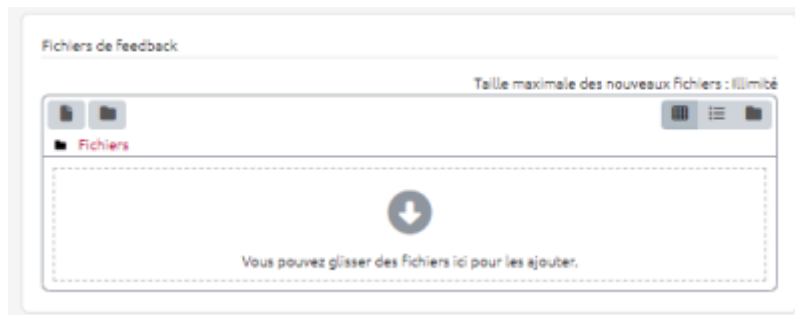 Fichiers de feedback
Taille maximale des nouveaux fichiers : Illimité
Fichiers
Vous pouvez glisser des fichiers ici pour les ajouter.